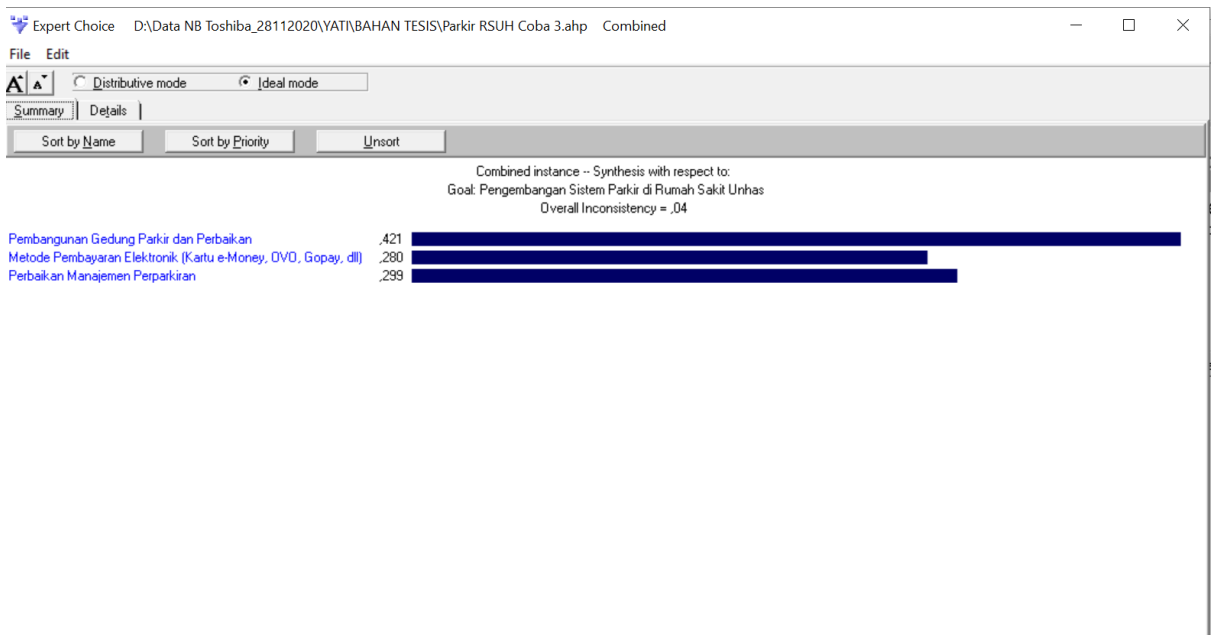 Expert Choice D:\Data NB Toshiba_28112020\YATI\BAHAN TESIS\Parkir RSUH Coba 3.ahp Combined
File Edit
A A Distributive mode Ideal mode
Summary Details
Sort by Name Sort by Priority Unsort
Combined instance -- Synthesis with respect to:
Goal: Pengembangan Sistem Parkir di Rumah Sakit Unhas
Overall Inconsistency = ,04
Pembangunan Gedung Parkir dan Perbaikan ,421
Metode Pembayaran Elektronik (Kartu e-Money, OVO, Gopay, dll) ,280
Perbaikan Manajemen Perparkiran ,299